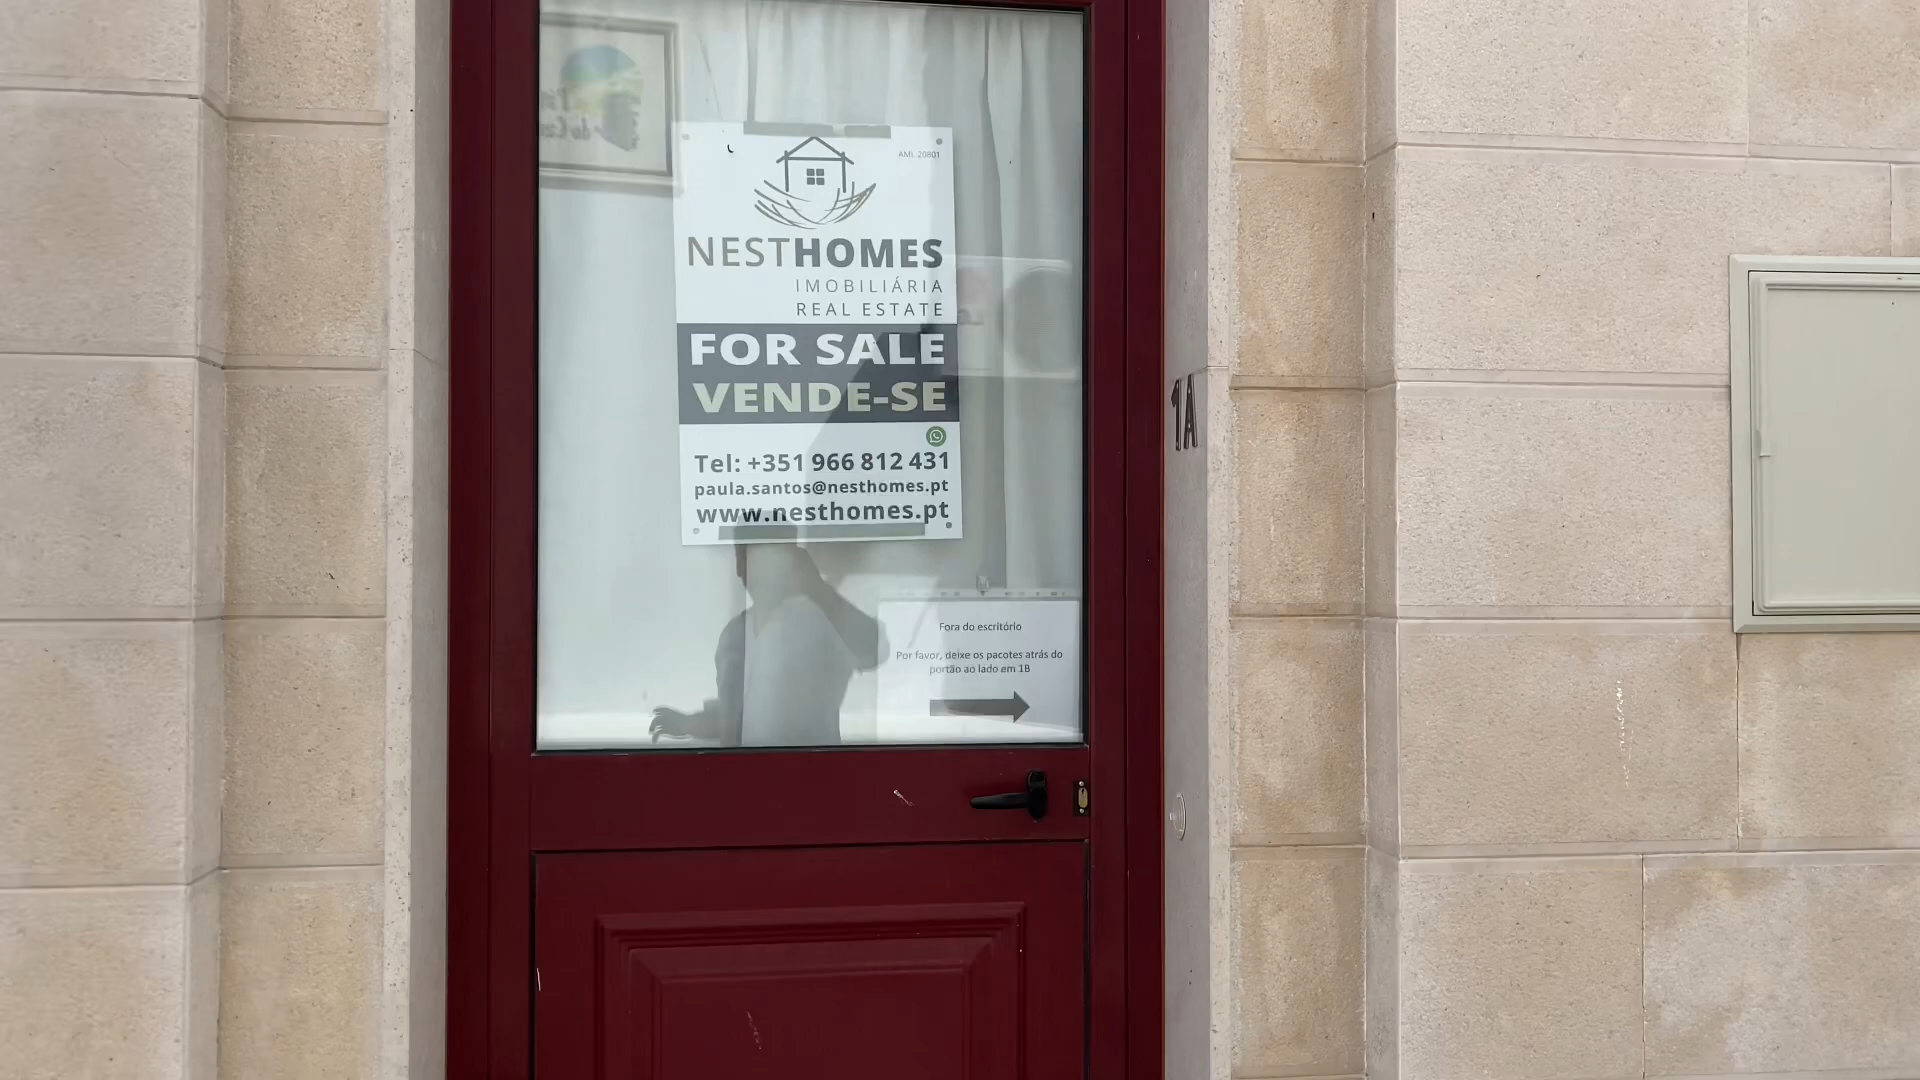 AMI. 20801
NESTHOMES
IMOBILIÁRIA
REAL ESTATE
FOR SALE
VENDE-SE
Tel: +351 966 812 431
paula.santos@nesthomes.pt
www.nesthomes.pt
1A
Fora do escritório
Por favor, deixe os pacotes atrás do
portão ao lado em 1B